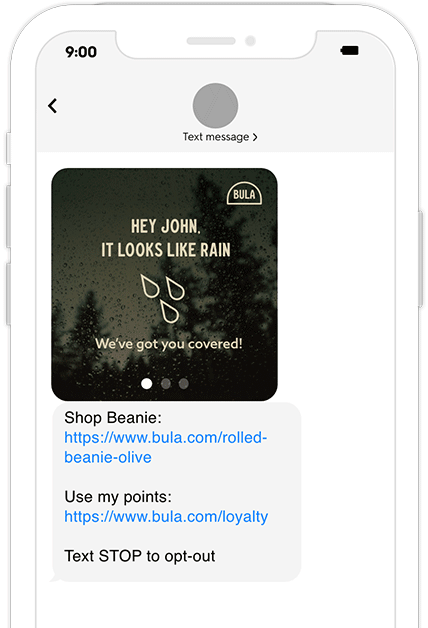 9:00
Text message
BULA
HEY JOHN,
IT LOOKS LIKE RAIN
We've got you covered!
Shop Beanie:
https://www.bula.com/rolled-
beanie-olive
Use my points:
https://www.bula.com/loyalty
Text STOP to opt-out